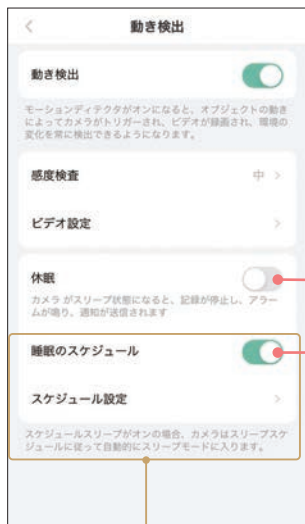 動き検出
動き検出
モーションディテクタがオンになると、オブジェクトの動き
によってカメラがトリガーされ、ビデオが録画され、環境の
変化を常に検出できるようになります。
感度検査 中
ビデオ設定
休眠
カメラ がスリープ状態になると、記録が停止し、アラー
ムが鳴り、通知が送信されます
睡眠のスケジュール
スケジュール設定
スケジュールスリープがオンの場合、カメラはスリープスケ
ジュールに従って自動的にスリープモードに入ります。